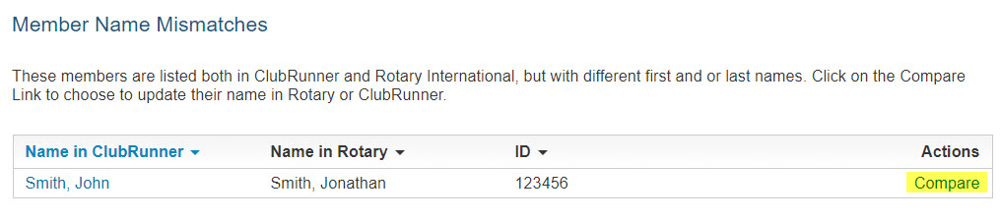 Member Name Mismatches
These members are listed both in ClubRunner and Rotary International, but with different first and or last names. Click on the Compare
Link to choose to update their name in Rotary or ClubRunner.
Name in ClubRunner Name in Rotary ID Actions
Smith, John Smith, Jonathan 123456 Compare